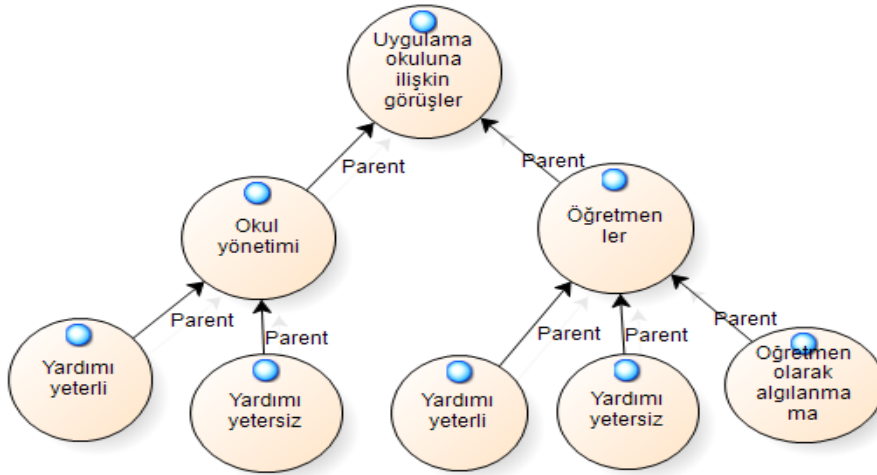 Uygulama
okuluna
ilişkin
görüşler
Parent
Parent
Okul
yönetimi
Öğretmen
ler
Parent
Parent
Parent
Parent
Parent
Yardımı
yeterli
Yardımı
yetersiz
Yardımı
yeterli
Yardımı
yetersiz
Öğretmen
olarak
algılanma
ma